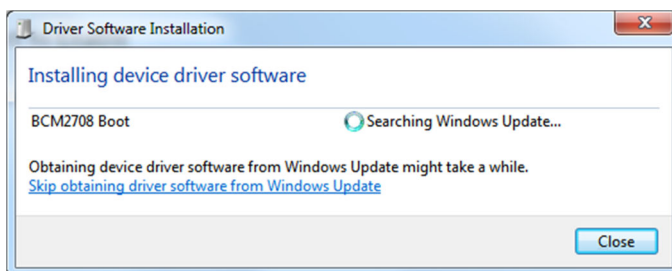 Driver Software Installation
Installing device driver software
BCM2708 Boot Searching Windows Update...
Obtaining device driver software from Windows Update might take a while.
Skip obtaining driver software from Windows Update
Close